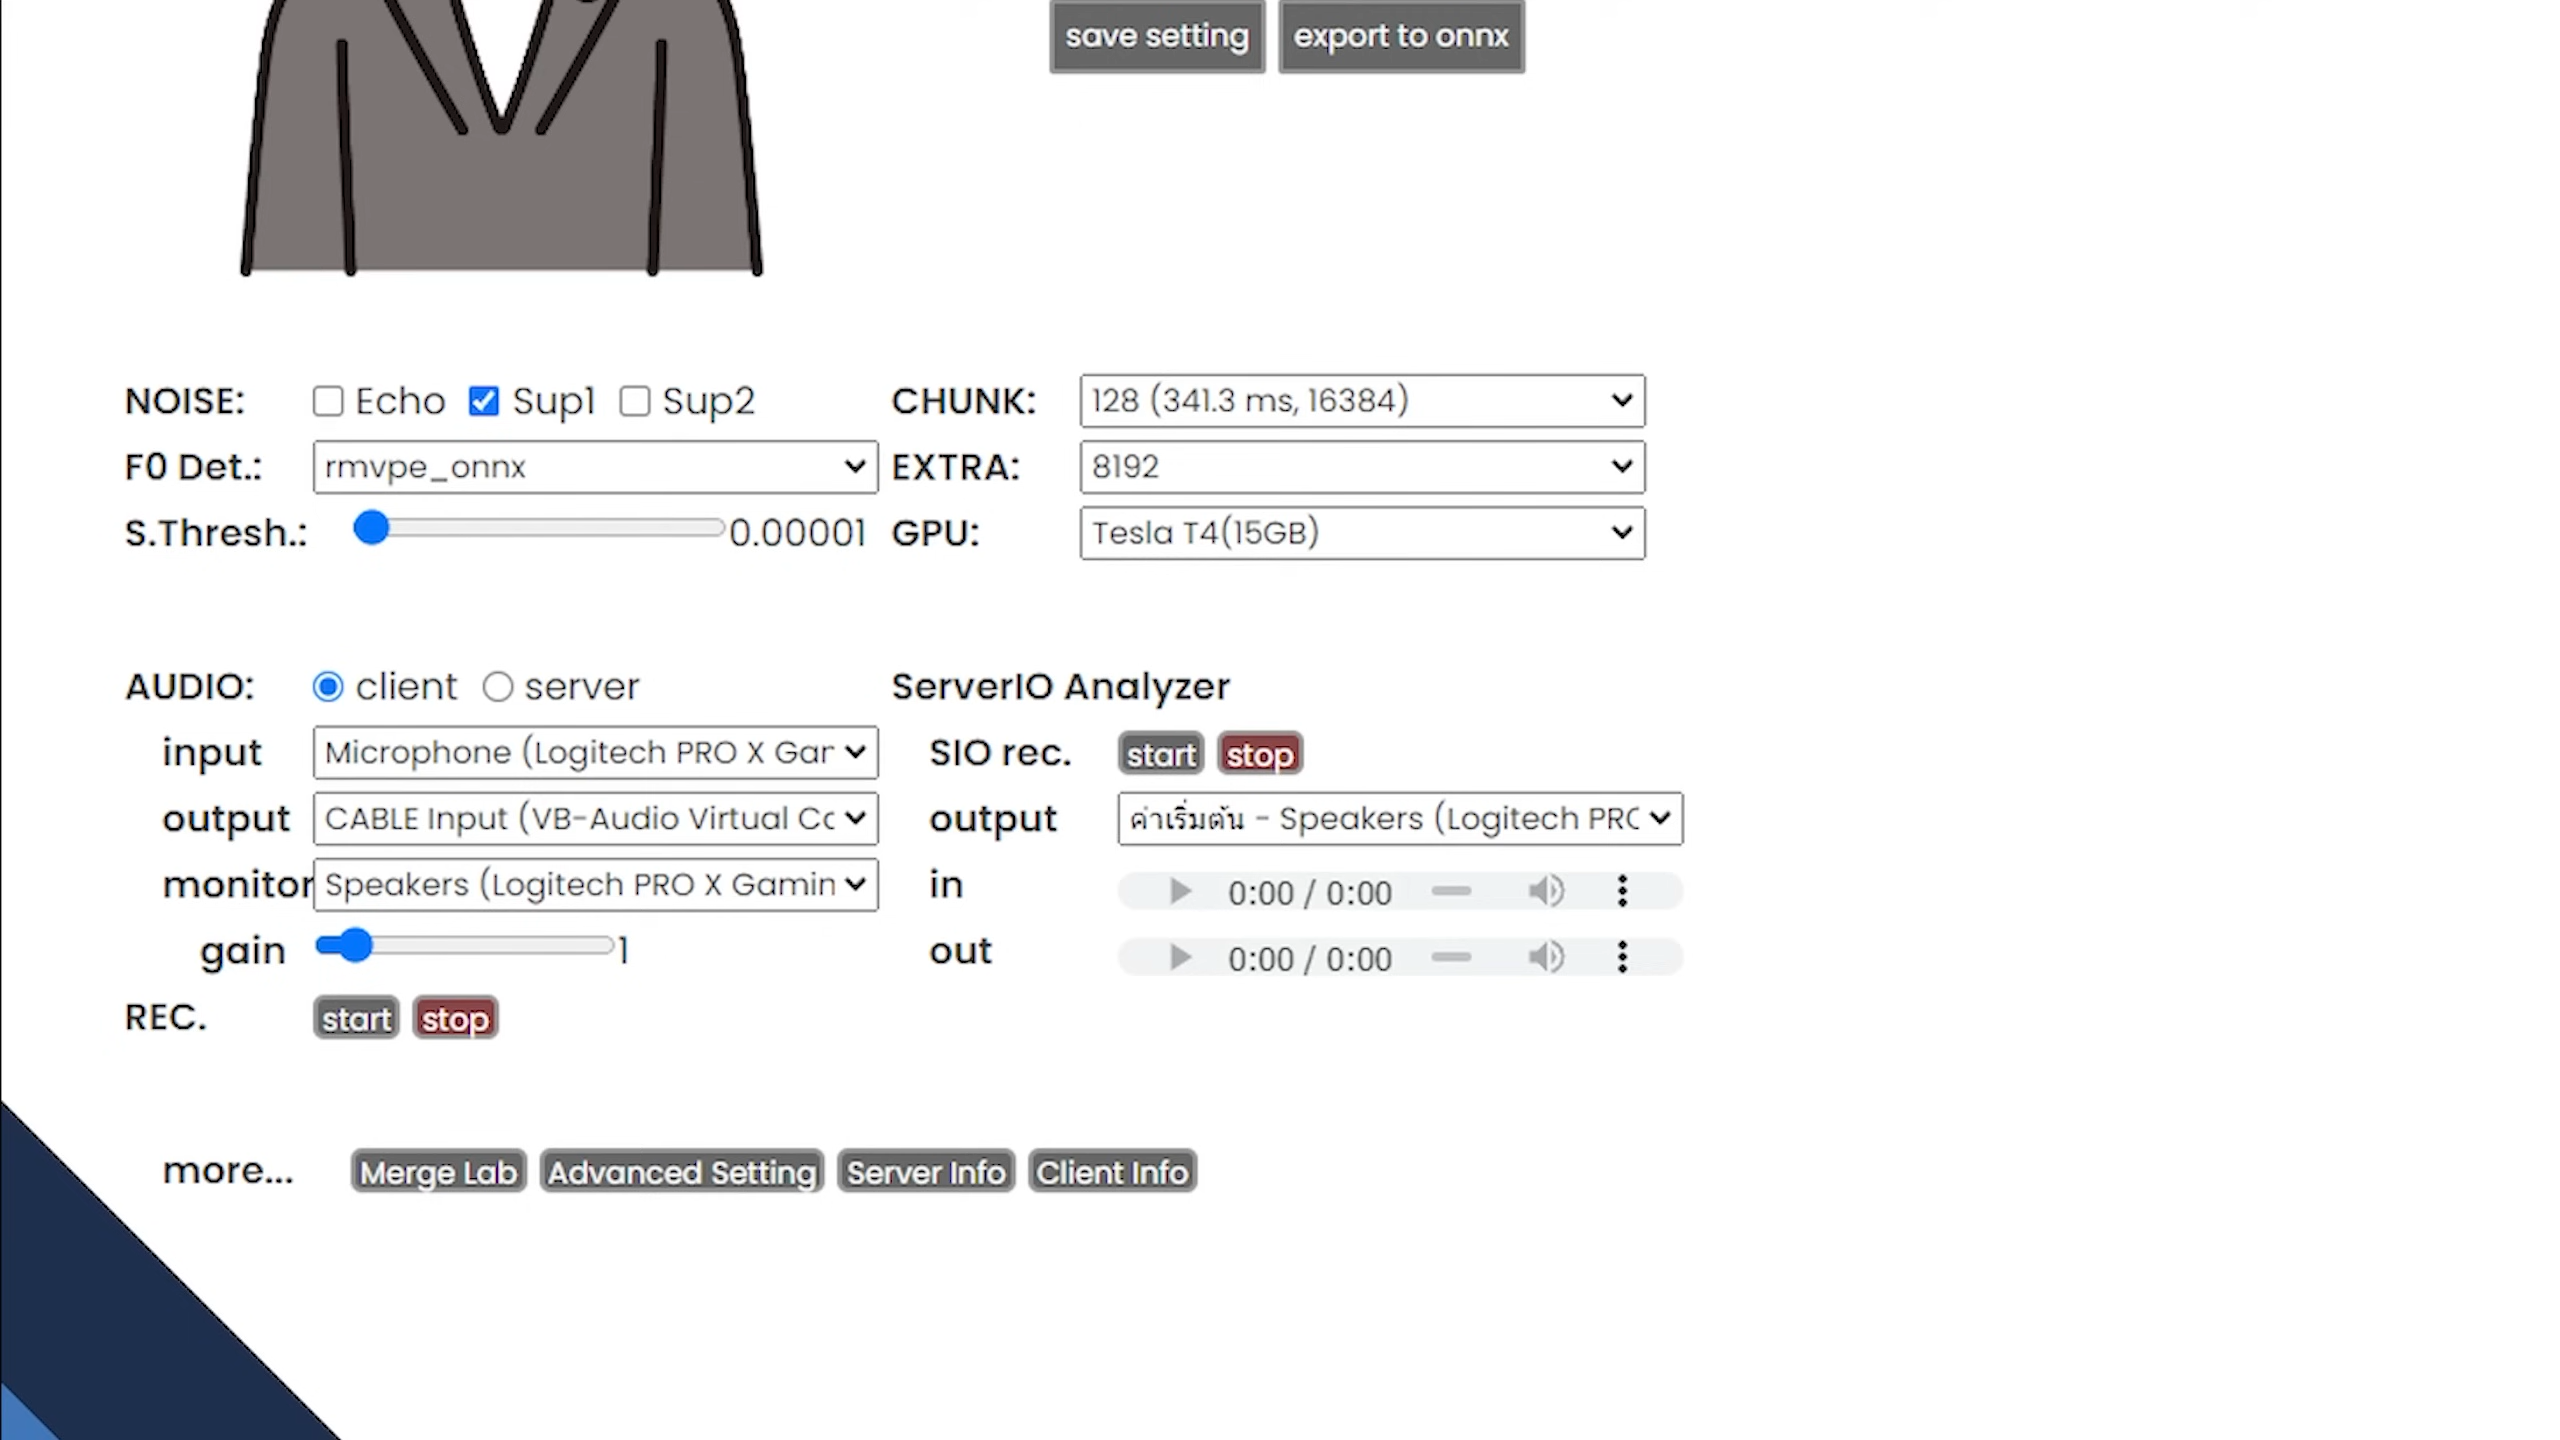 save setting export to onnx
NOISE: Echo Sup1 Sup2 CHUNK: 128 (341.3 ms, 16384)
F0 Det.: rmvpe_onnx EXTRA: 8192
S.Thresh.: 0.00001 GPU: Tesla T4(15GB)
AUDIO: client server ServerIO Analyzer
input Microphone (Logitech PRO X Gar SIO rec. start stop
output CABLE Input (VB-Audio Virtual Cc output ค่าเริ่มต้น - Speakers (Logitech PRC
monitor Speakers (Logitech PRO X Gamin in 0:00 / 0:00
gain 1 out 0:00 / 0:00
REC. start stop
more... Merge Lab Advanced Setting Server Info Client Info